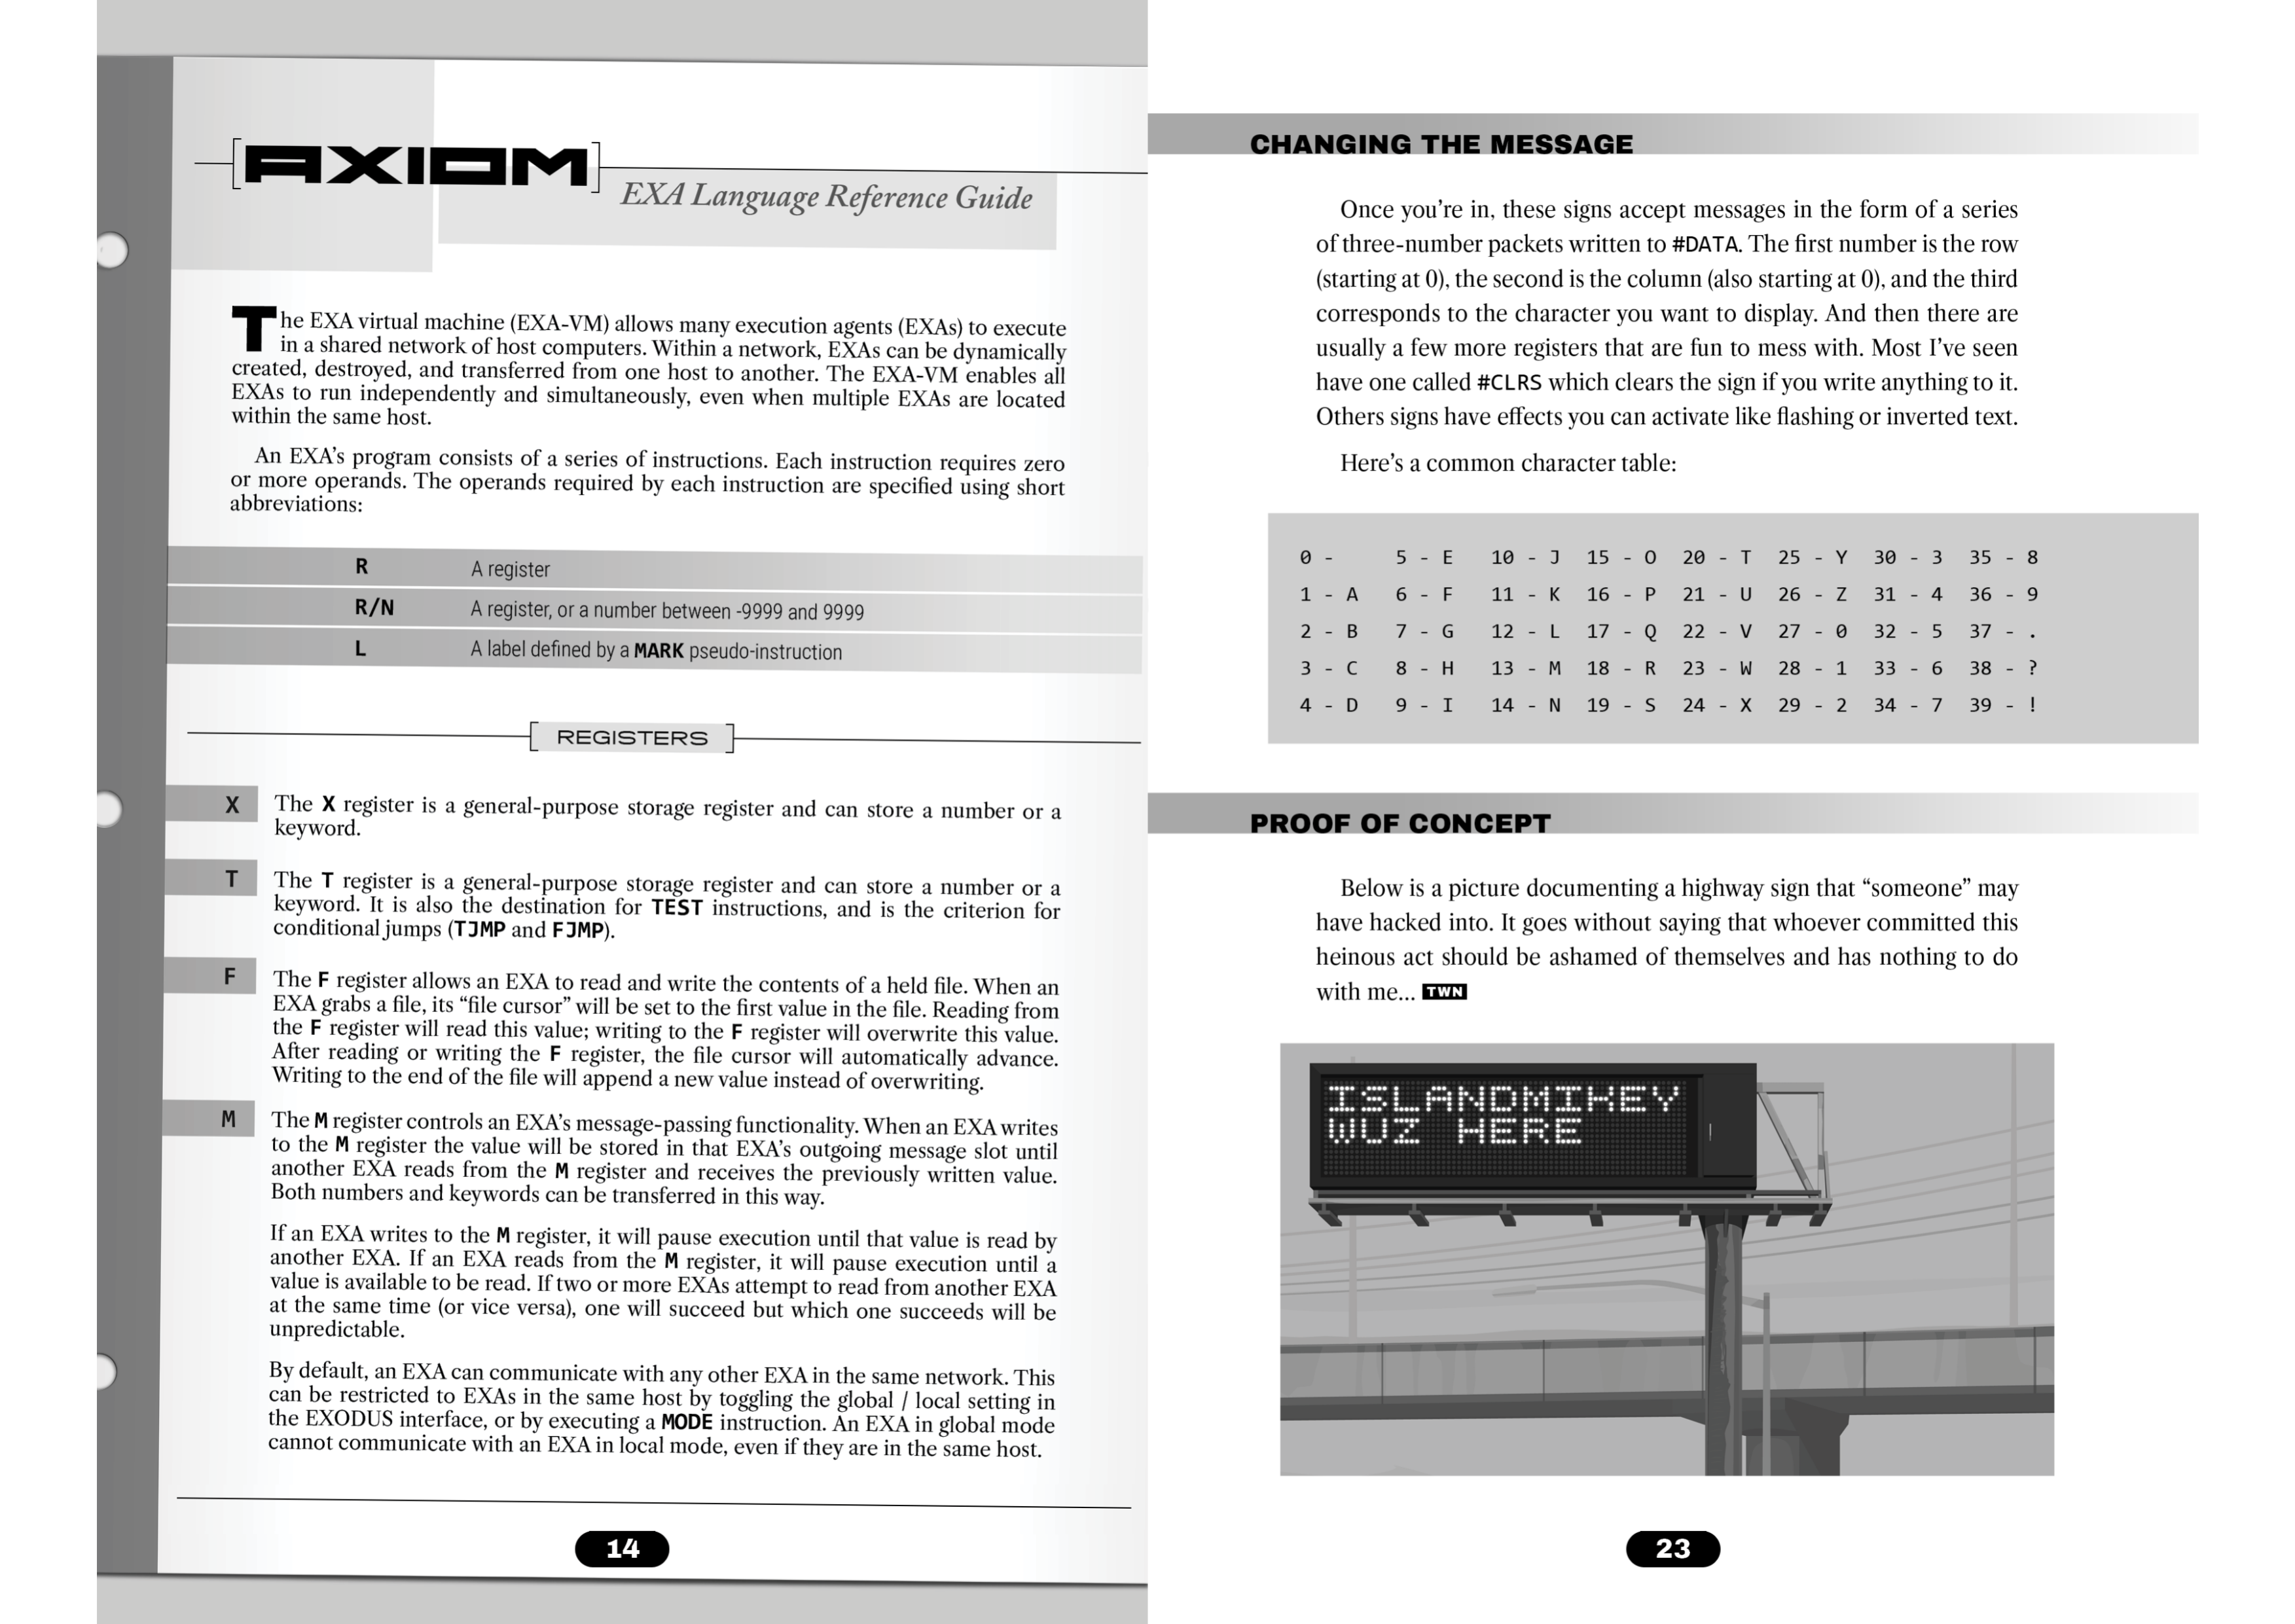 AXIOM
EXA Language Reference Guide
The EXA virtual machine (EXA-VM) allows many execution agents (EXAs) to execute
in a shared network of host computers. Within a network, EXAs can be dynamically
created, destroyed, and transferred from one host to another. The EXA-VM enables all
EXAs to run independently and simultaneously, even when multiple EXAs are located
within the same host.
An EXA's program consists of a series of instructions. Each instruction requires zero
or more operands. The operands required by each instruction are specified using short
abbreviations:
R A register
R/N A register, or a number between -9999 and 9999
L A label defined by a MARK pseudo-instruction
REGISTERS
X The X register is a general-purpose storage register and can store a number or a
keyword.
T The T register is a general-purpose storage register and can store a number or a
keyword. It is also the destination for TEST instructions, and is the criterion for
conditional jumps (TJMP and FJMP).
F The F register allows an EXA to read and write the contents of a held file. When an
EXA grabs a file, its “file cursor” will be set to the first value in the file. Reading from
the F register will read this value; writing to the F register will overwrite this value.
After reading or writing the F register, the file cursor will automatically advance.
Writing to the end of the file will append a new value instead of overwriting.
M The M register controls an EXA's message-passing functionality. When an EXA writes
to the M register the value will be stored in that EXA's outgoing message slot until
another EXA reads from the M register and receives the previously written value.
Both numbers and keywords can be transferred in this way.
If an EXA writes to the M register, it will pause execution until that value is read by
another EXA. If an EXA reads from the M register, it will pause execution until a
value is available to be read. If two or more EXAs attempt to read from another EXA
at the same time (or vice versa), one will succeed but which one succeeds will be
unpredictable.
By default, an EXA can communicate with any other EXA in the same network. This
can be restricted to EXAs in the same host by toggling the global / local setting in
the EXODUS interface, or by executing a MODE instruction. An EXA in global mode
cannot communicate with an EXA in local mode, even if they are in the same host.
14
CHANGING THE MESSAGE
Once you're in, these signs accept messages in the form of a series
of three-number packets written to #DATA. The first number is the row
(starting at 0), the second is the column (also starting at 0), and the third
corresponds to the character you want to display. And then there are
usually a few more registers that are fun to mess with. Most I've seen
have one called #CLRS which clears the sign if you write anything to it.
Others signs have effects you can activate like flashing or inverted text.
Here's a common character table:
0 - 5 - E 10 - J 15 - O 20 - T 25 - Y 30 - 3 35 - 8
1 - A 6 - F 11 - K 16 - P 21 - U 26 - Z 31 - 4 36 - 9
2 - B 7 - G 12 - L 17 - Q 22 - V 27 - 0 32 - 5 37 - .
3 - C 8 - H 13 - M 18 - R 23 - W 28 - 1 33 - 6 38 - ?
4 - D 9 - I 14 - N 19 - S 24 - X 29 - 2 34 - 7 39 - !
PROOF OF CONCEPT
Below is a picture documenting a highway sign that “someone” may
have hacked into. It goes without saying that whoever committed this
heinous act should be ashamed of themselves and has nothing to do
with me... TWN
ISLANDMIKEY
WUZ HERE
23